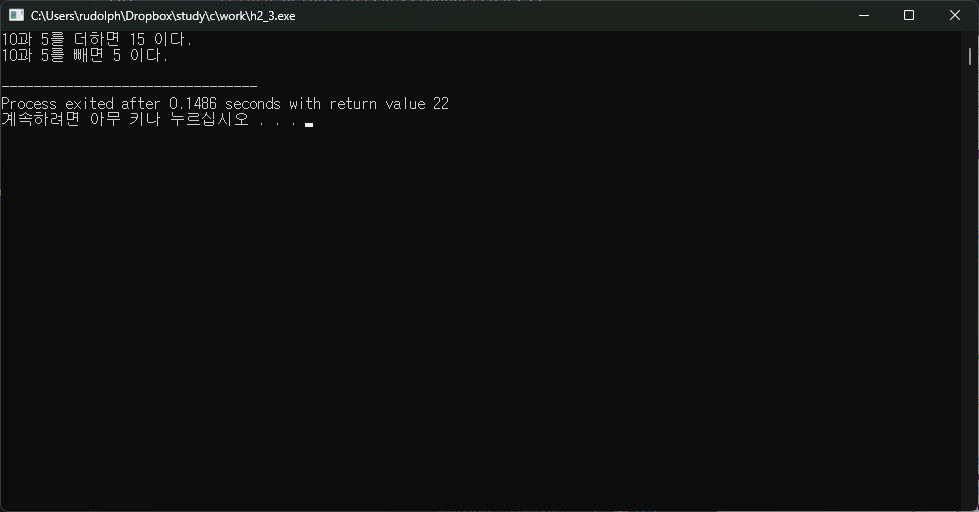 C:\Users\rudolph\Dropbox\study\c\work\h2_3.exe
10과 5를 더하면 15 이다.
10과 5를 빼면 5 이다.
--------------------------------
Process exited after 0.1486 seconds with return value 22
계속하려면 아무 키나 누르십시오 . . .